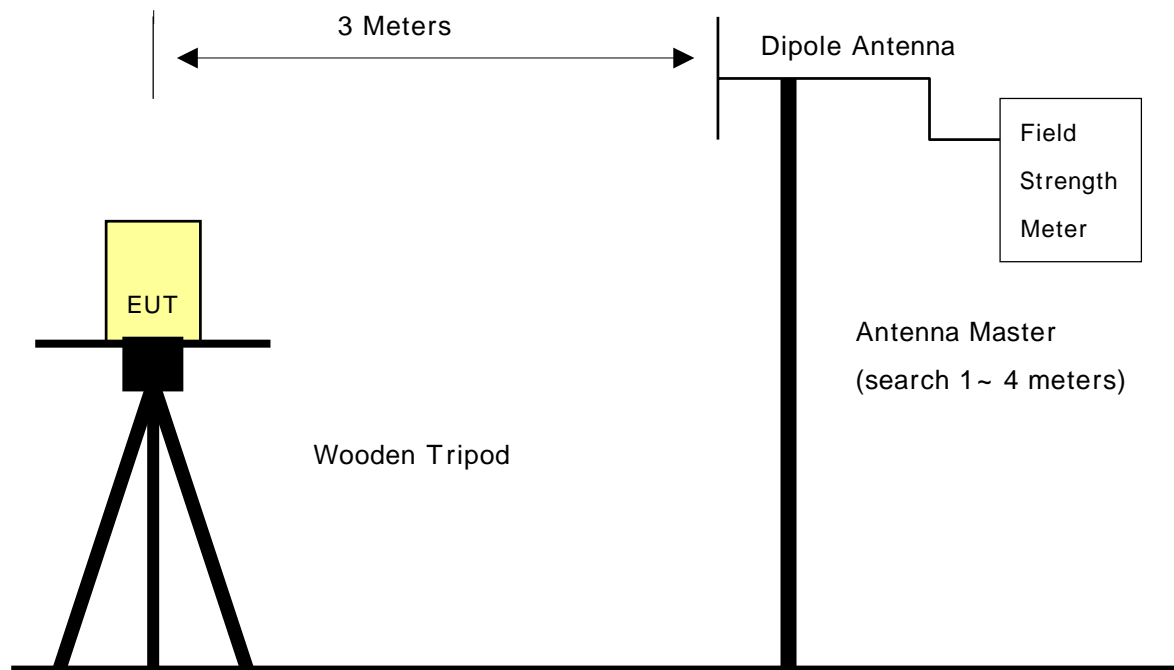 3 Meters
Dipole Antenna
Field
Strength
Meter
EUT
Antenna Master
(search 1~ 4 meters)
Wooden Tripod